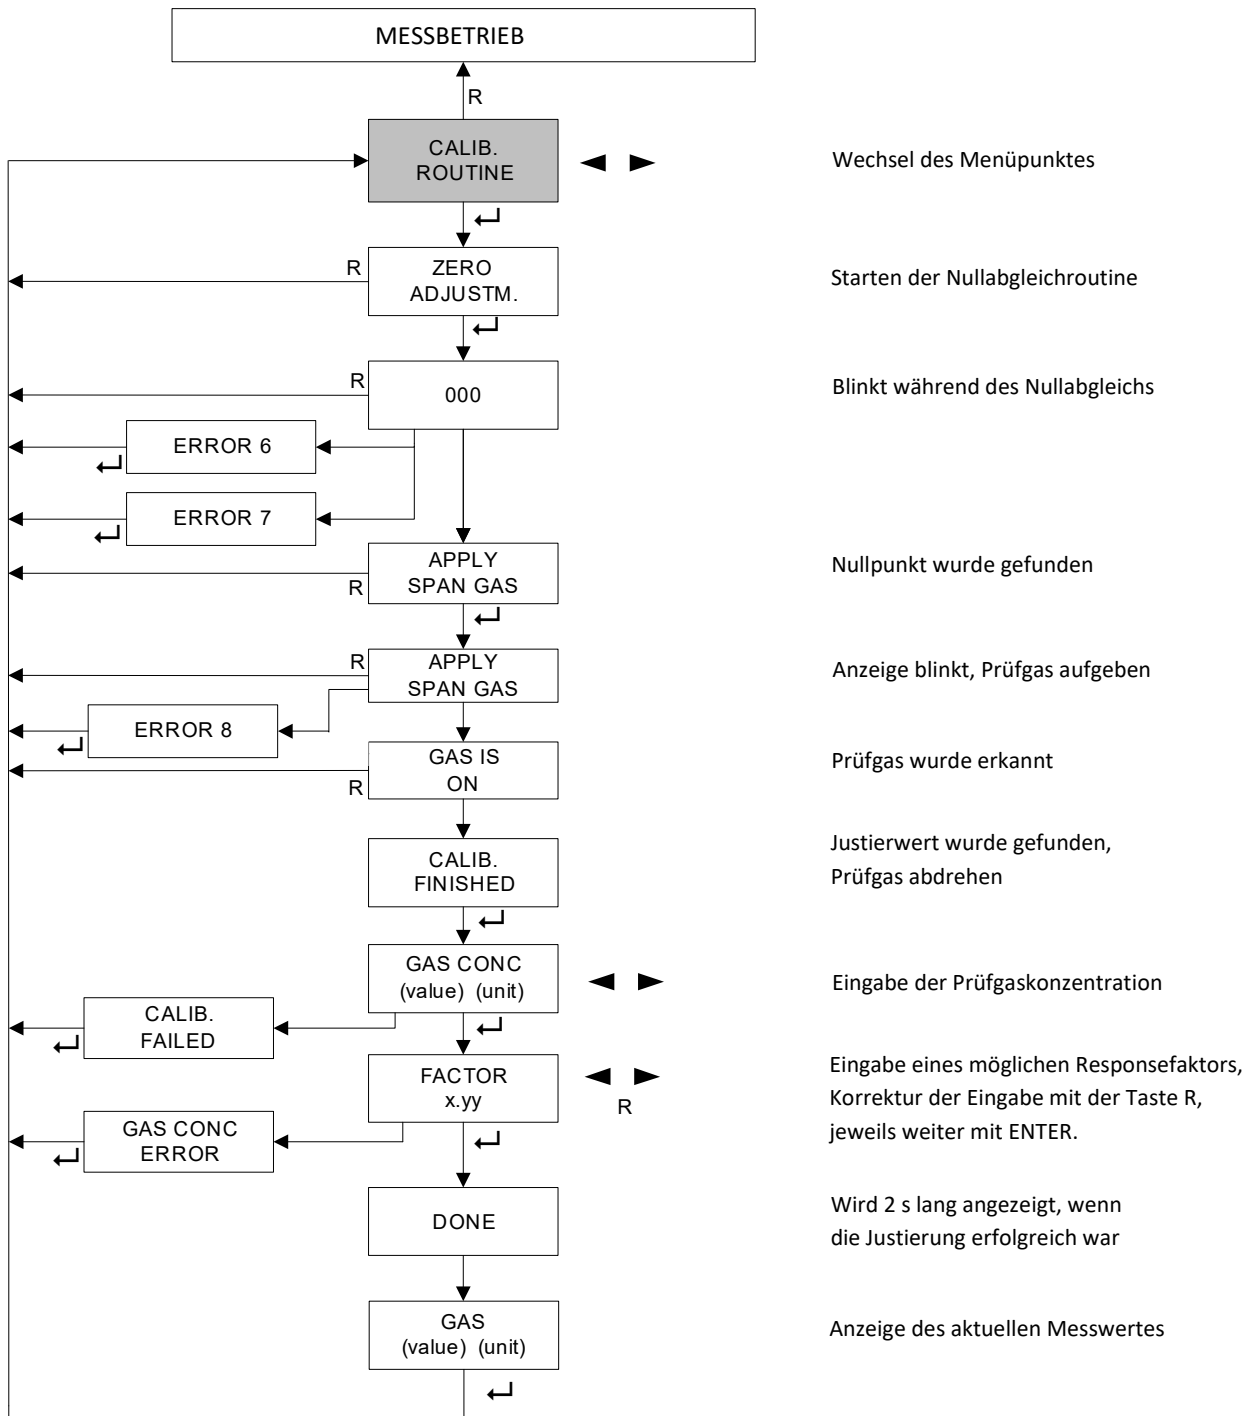 MESSBETRIEB
R
CALIB.
ROUTINE
Wechsel des Menüpunktes
R
ZERO
ADJUSTM.
Starten der Nullabgleichroutine
R
000
Blinkt während des Nullabgleichs
ERROR 6
ERROR 7
APPLY
SPAN GAS
R
Nullpunkt wurde gefunden
R
APPLY
SPAN GAS
Anzeige blinkt, Prüfgas aufgeben
ERROR 8
GAS IS
ON
R
Prüfgas wurde erkannt
CALIB.
FINISHED
Justierwert wurde gefunden,
Prüfgas abdrehen
GAS CONC
(value) (unit)
Eingabe der Prüfgaskonzentration
CALIB.
FAILED
FACTOR
x.yy
R
Eingabe eines möglichen Responsefaktors,
Korrektur der Eingabe mit der Taste R,
jeweils weiter mit ENTER.
GAS CONC
ERROR
DONE
Wird 2 s lang angezeigt, wenn
die Justierung erfolgreich war
GAS
(value) (unit)
Anzeige des aktuellen Messwertes